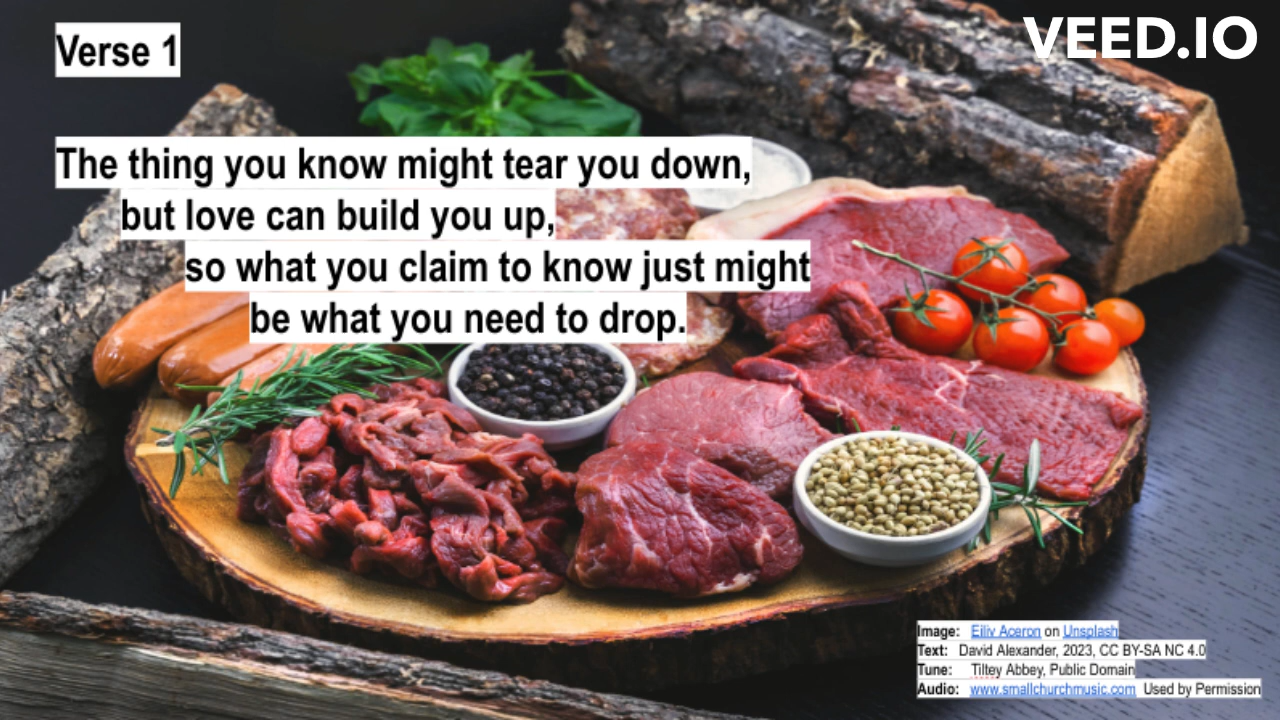 VEED.IO
Verse 1
The thing you know might tear you down,
but love can build you up,
so what you claim to know just might
be what you need to drop.
Image: Eiliv Aceron on Unsplash
Text: David Alexander, 2023, CC BY-SA NC 4.0
Tune: Tiltey Abbey, Public Domain
Audio: www.smallchurchmusic.com Used by Permission